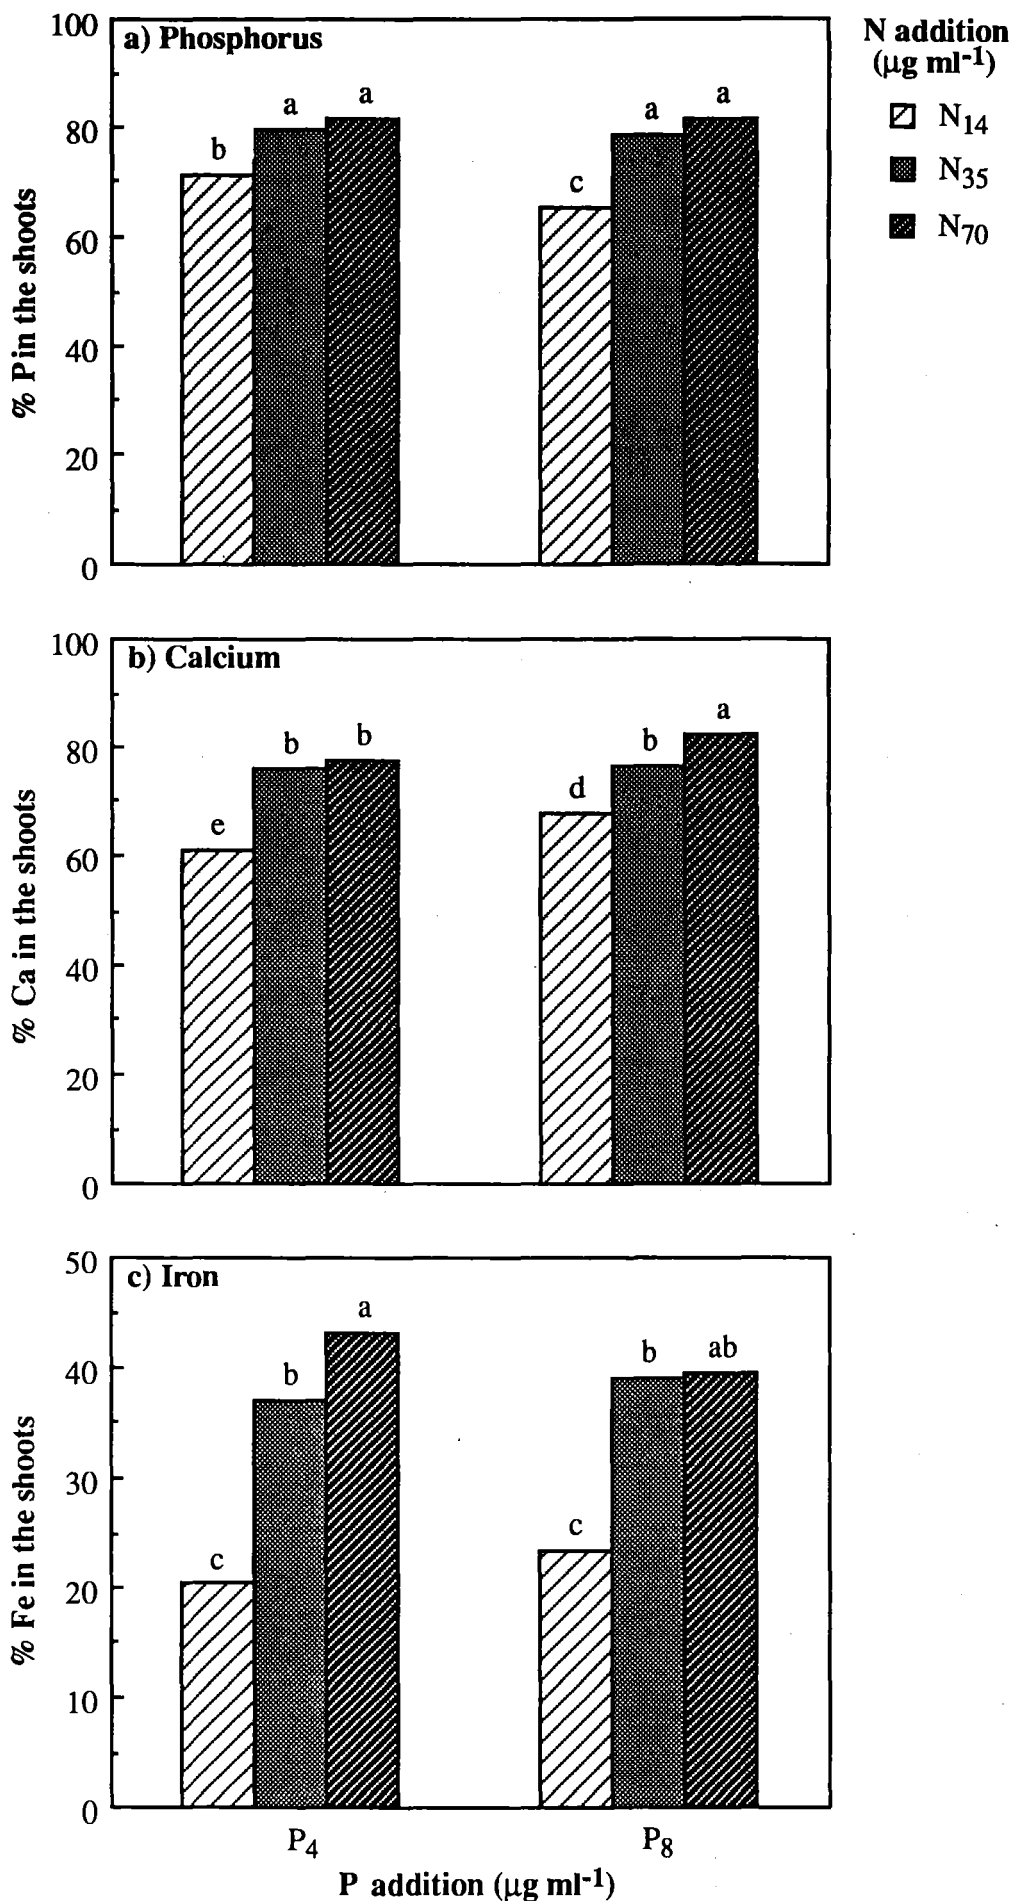 N addition
(µg ml⁻¹)
N₁₄
N₃₅
N₇₀
a) Phosphorus
% P in the shoots
100
80
60
40
20
0
b
a
a
c
a
a
b) Calcium
% Ca in the shoots
100
80
60
40
20
0
e
b
b
d
b
a
c) Iron
% Fe in the shoots
50
40
30
20
10
0
c
b
a
c
b
ab
P₄
P₈
P addition (µg ml⁻¹)